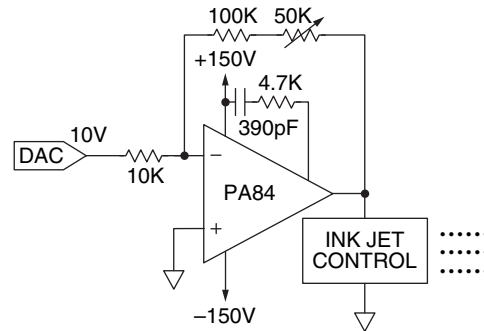 100K
50K
+150V
4.7K
390pF
10V
DAC
10K
−
PA84
+
INK JET
CONTROL
−150V